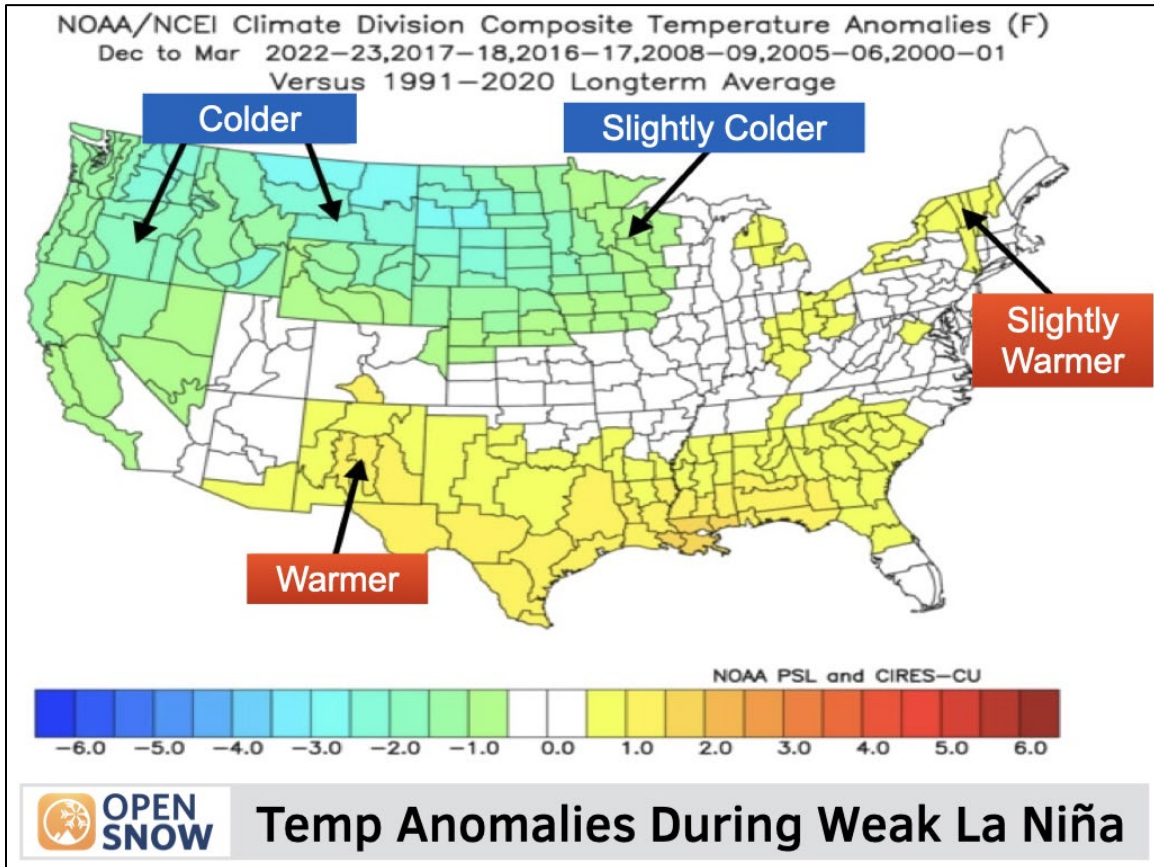 NOAA/NCEI Climate Division Composite Temperature Anomalies (F)
Dec to Mar 2022-23,2017-18,2016-17,2008-09,2005-06,2000-01
Versus 1991-2020 Longterm Average
Colder
Slightly Colder
Slightly
Warmer
Warmer
NOAA PSL and CIRES-CU
-6.0 -5.0 -4.0 -3.0 -2.0 -1.0 0.0 1.0 2.0 3.0 4.0 5.0 6.0
OPEN
SNOW
Temp Anomalies During Weak La Niña